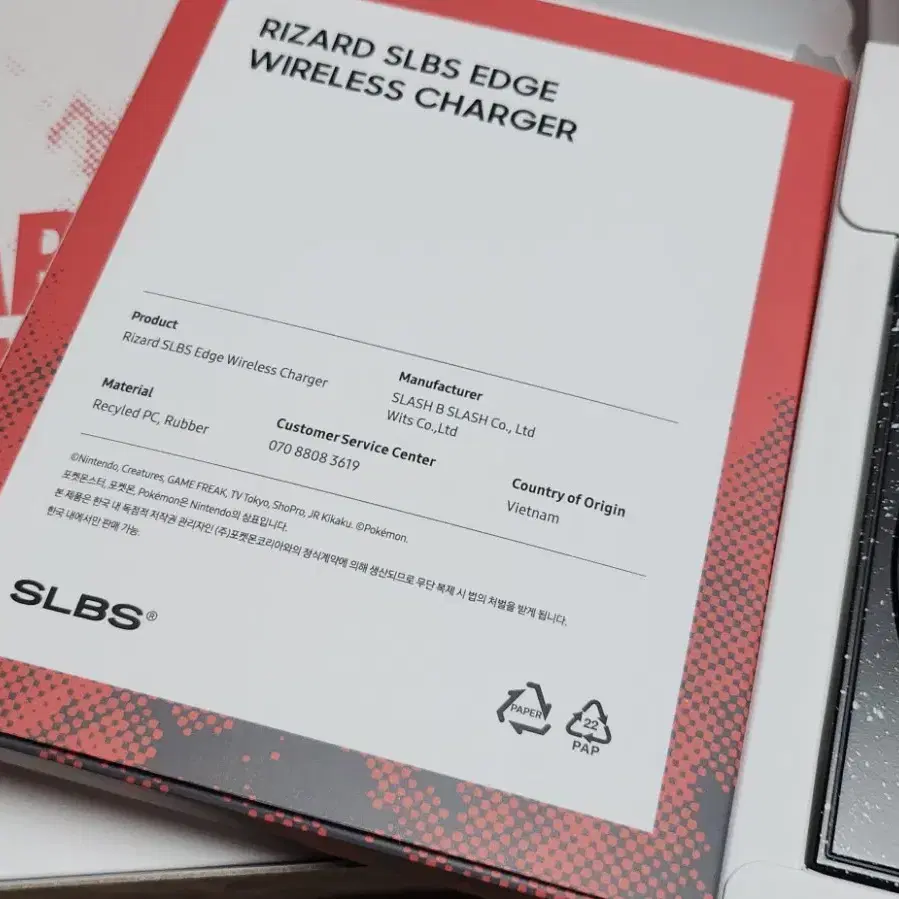 RIZARD SLBS EDGE
WIRELESS CHARGER
Product
Rizard SLBS Edge Wireless Charger
Manufacturer
SLASH B SLASH Co., Ltd
Wits Co.,Ltd
Material
Recyled PC, Rubber
Customer Service Center
070 8808 3619
Country of Origin
Vietnam
©Nintendo, Creatures, GAME FREAK, TV Tokyo, ShoPro, JR Kikaku. ©Pokémon.
포켓몬스터, 포켓몬, Pokémon은 Nintendo의 상표입니다.
본 제품은 한국 내 독점적 저작권 관리자인 (주)포켓몬코리아와의 정식계약에 의해 생산되므로 무단 복제 시 법의 처벌을 받게 됩니다.
한국 내에서만 판매 가능.
SLBS®
PAPER
22
PAP